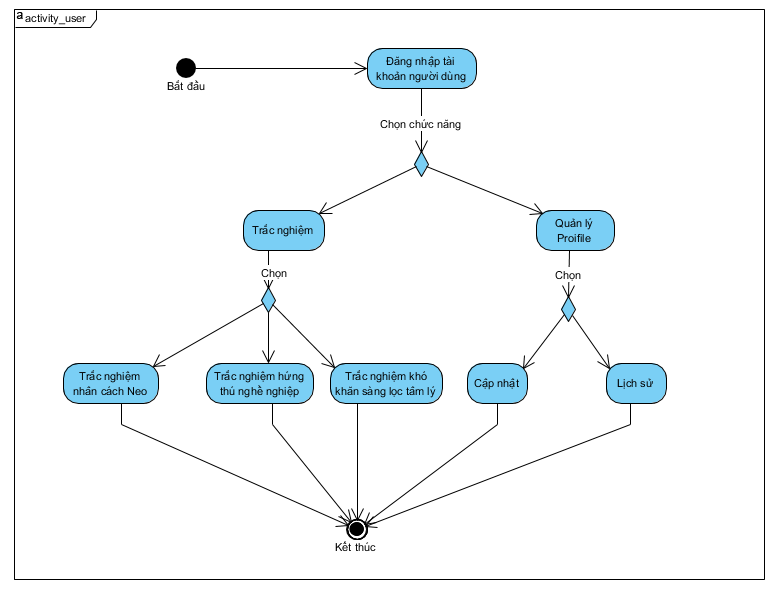 a activity_user
Bắt đầu
Đăng nhập tài
khoản người dùng
Chọn chức năng
Trắc nghiệm
Quản lý
Proifile
Chọn
Chọn
Trắc nghiệm
nhân cách Neo
Trắc nghiệm hứng
thú nghề nghiệp
Trắc nghiệm khó
khăn sàng lọc tâm lý
Cập nhật
Lịch sử
Kết thúc